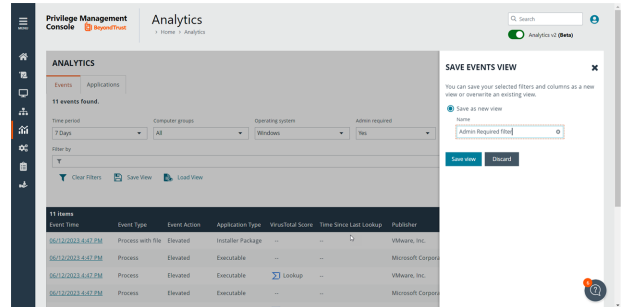 MENU
Privilege Management
Console BeyondTrust
Analytics
> Home > Analytics
Search
Analytics v2 (Beta)
ANALYTICS
Events Applications
11 events found.
Time period Computer groups Operating system Admin required
7 Days All Windows Yes
Filter by
Clear Filters Save View Load View
11 items
Event Time Event Type Event Action Application Type VirusTotal Score Time Since Last Lookup Publisher
06/12/2023 4:47 PM Process with file Elevated Installer Package -- -- VMware, Inc.
06/12/2023 4:47 PM Process Elevated Executable -- -- Microsoft Corpora
06/12/2023 4:47 PM Process Elevated Executable Lookup -- VMware, Inc.
06/12/2023 4:47 PM Process Elevated Executable -- -- Microsoft Corpora
SAVE EVENTS VIEW
You can save your selected filters and columns as a new
view or overwrite an existing view.
Save as new view
Name
Admin Required filter
Save view Discard